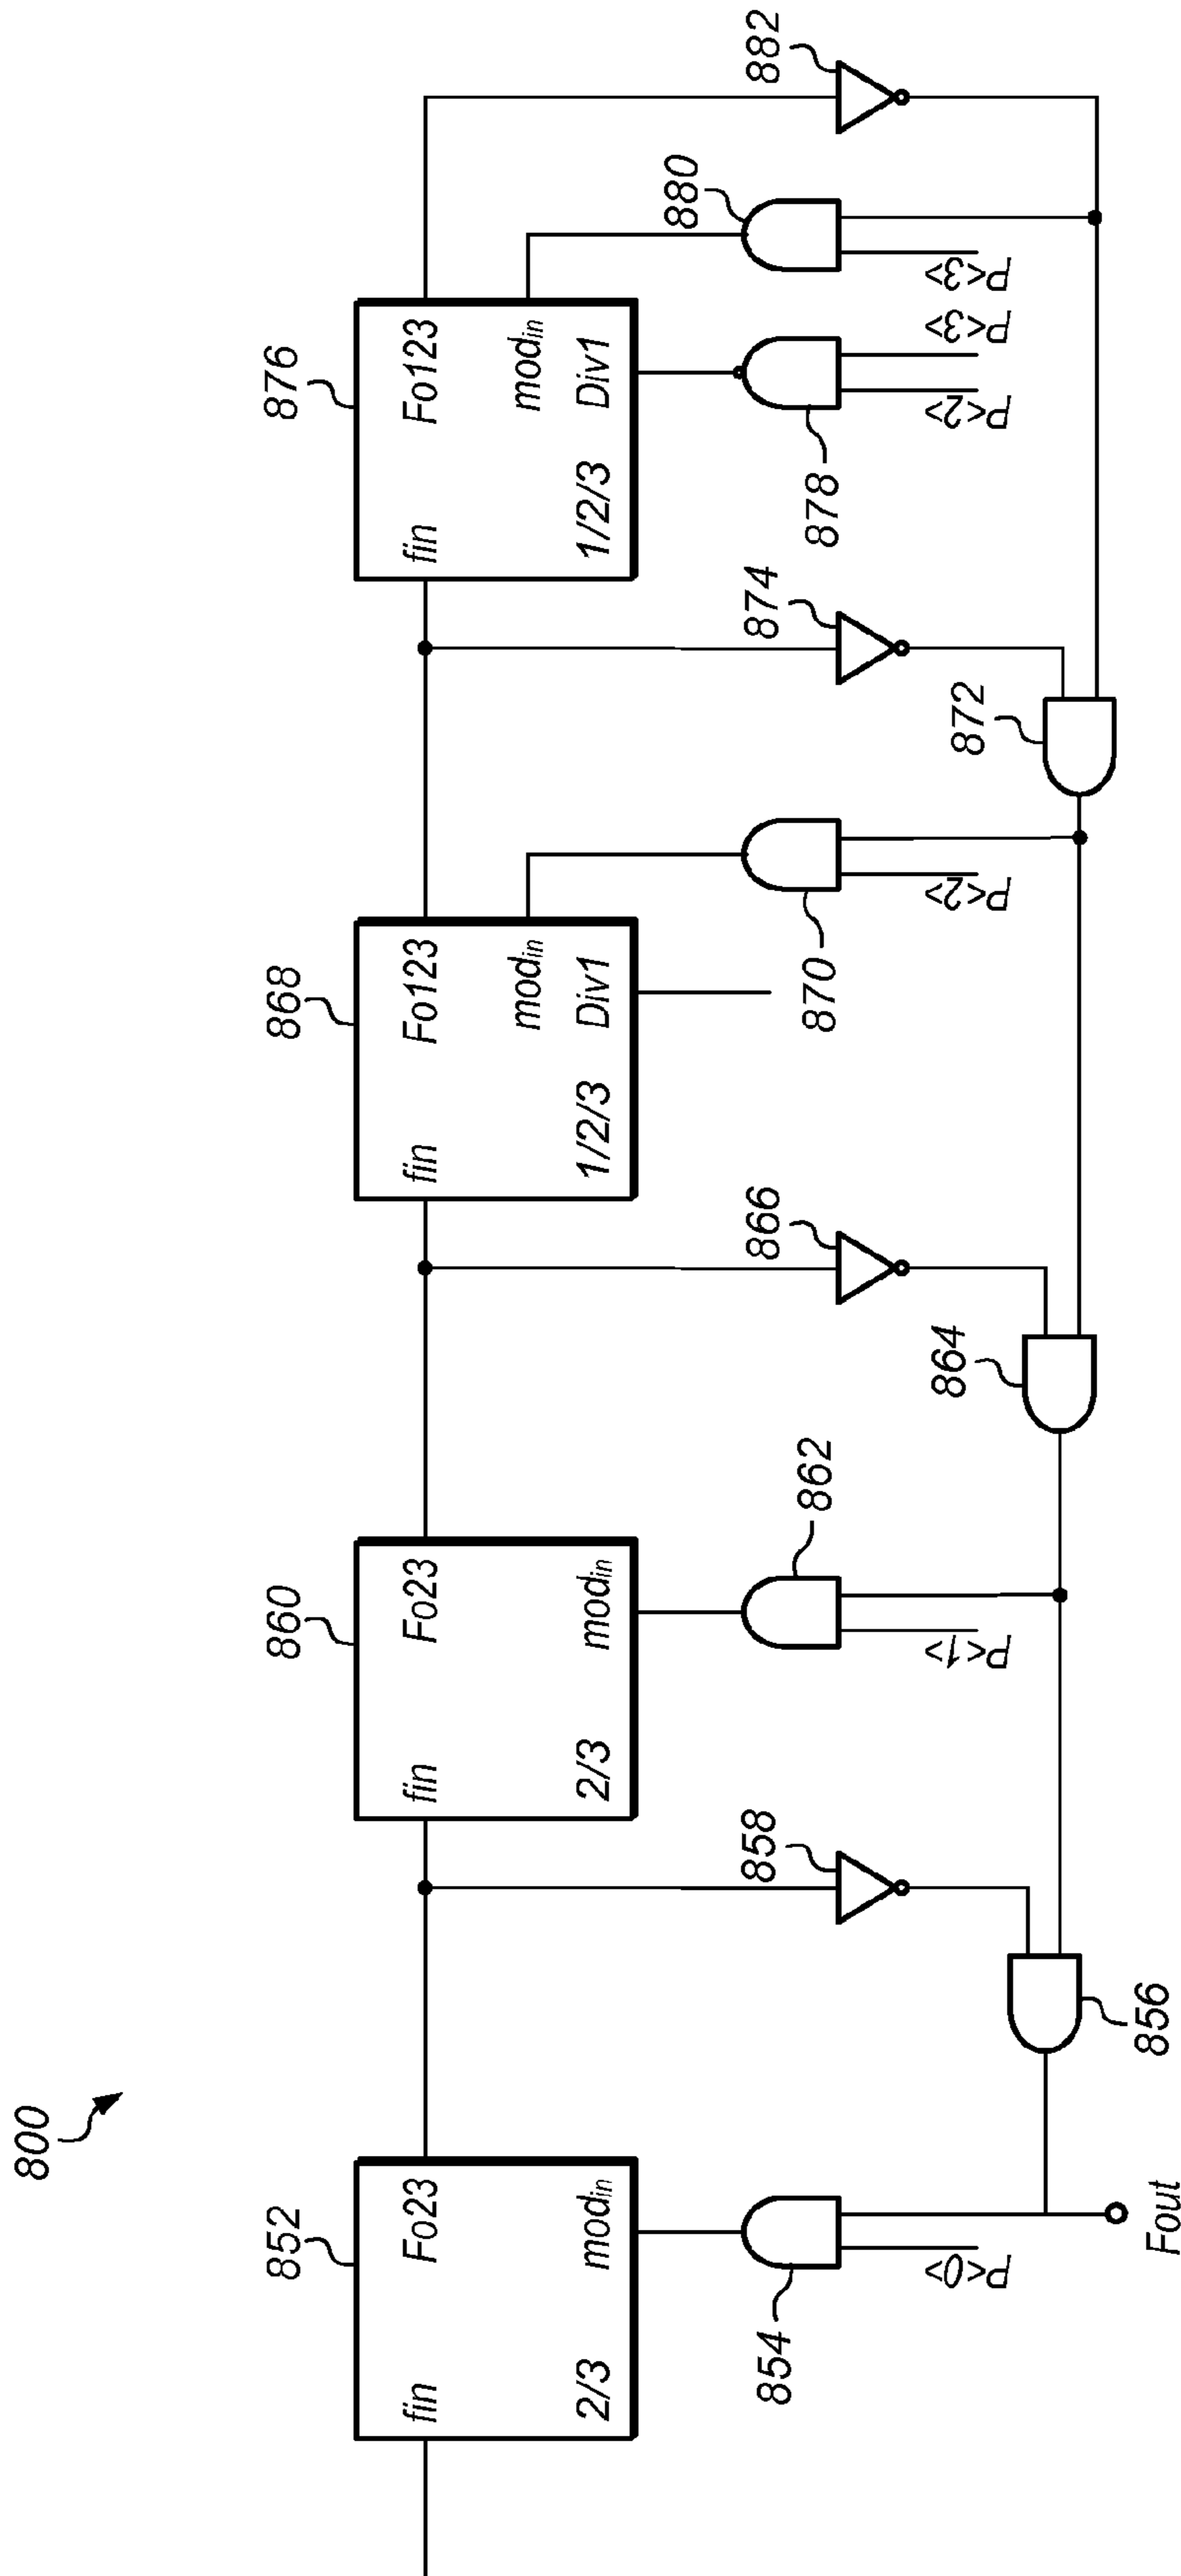 800
852
860
868
876
fin
Fo23
fin
Fo23
fin
Fo123
fin
Fo123
modin
modin
2/3
modin
2/3
modin
1/2/3
Div1
1/2/3
Div1
854
858
862
866
870
874
878
880
882
P<0>
P<1>
P<2>
P<2>
P<3>
P<3>
864
872
Fout
856